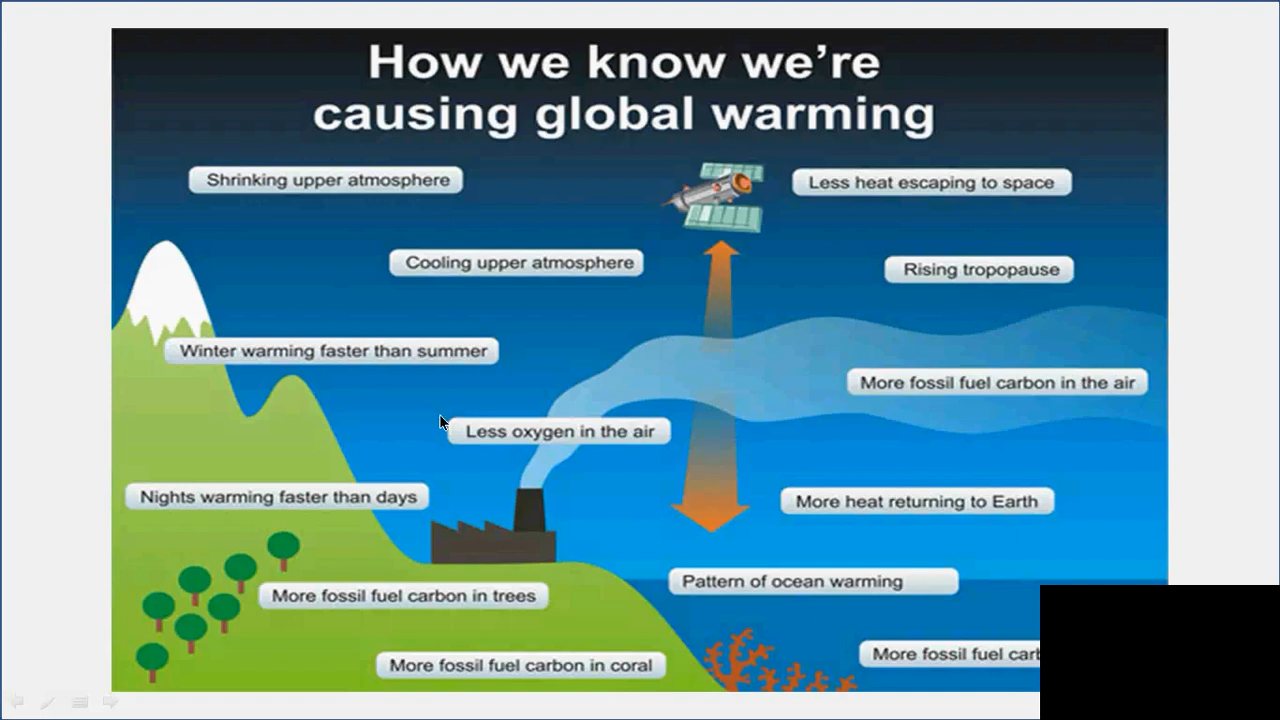 How we know we're
causing global warming
Shrinking upper atmosphere
Less heat escaping to space
Cooling upper atmosphere
Rising tropopause
Winter warming faster than summer
More fossil fuel carbon in the air
Less oxygen in the air
Nights warming faster than days
More heat returning to Earth
Pattern of ocean warming
More fossil fuel carbon in trees
More fossil fuel
More fossil fuel carbon in coral